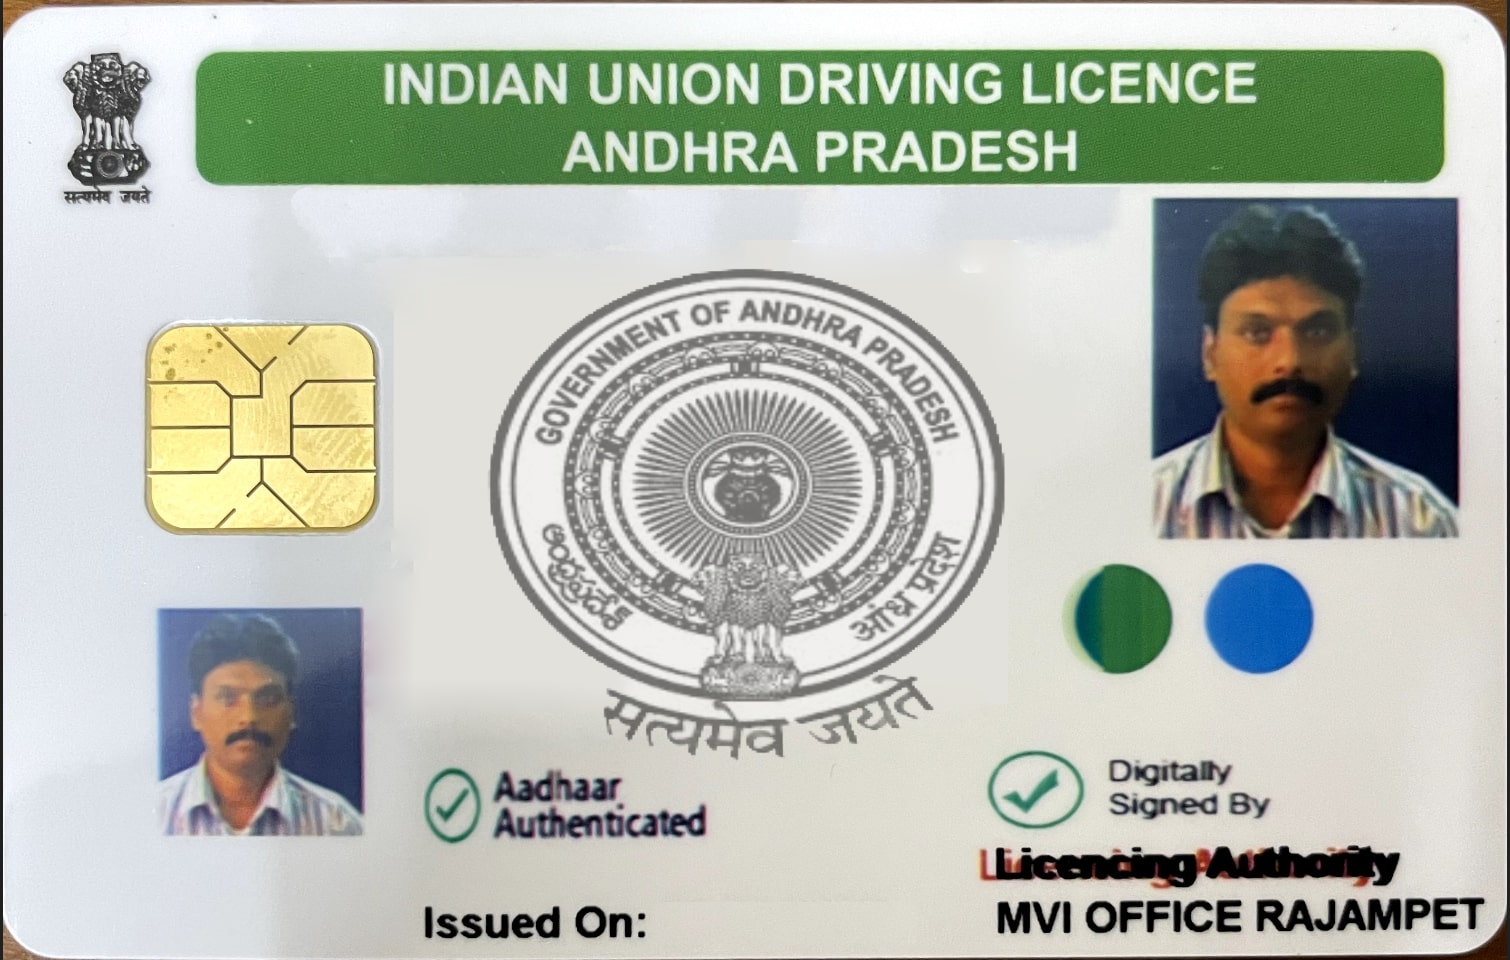 INDIAN UNION DRIVING LICENCE
ANDHRA PRADESH
सत्यमेव जयते
GOVERNMENT OF ANDHRA PRADESH
ఆంధ్రప్రదేశ్
आंध्र प्रदेश
सत्यमेव जयते
Aadhaar
Authenticated
Digitally
Signed By
Licencing Authority
Issued On:
MVI OFFICE RAJAMPET